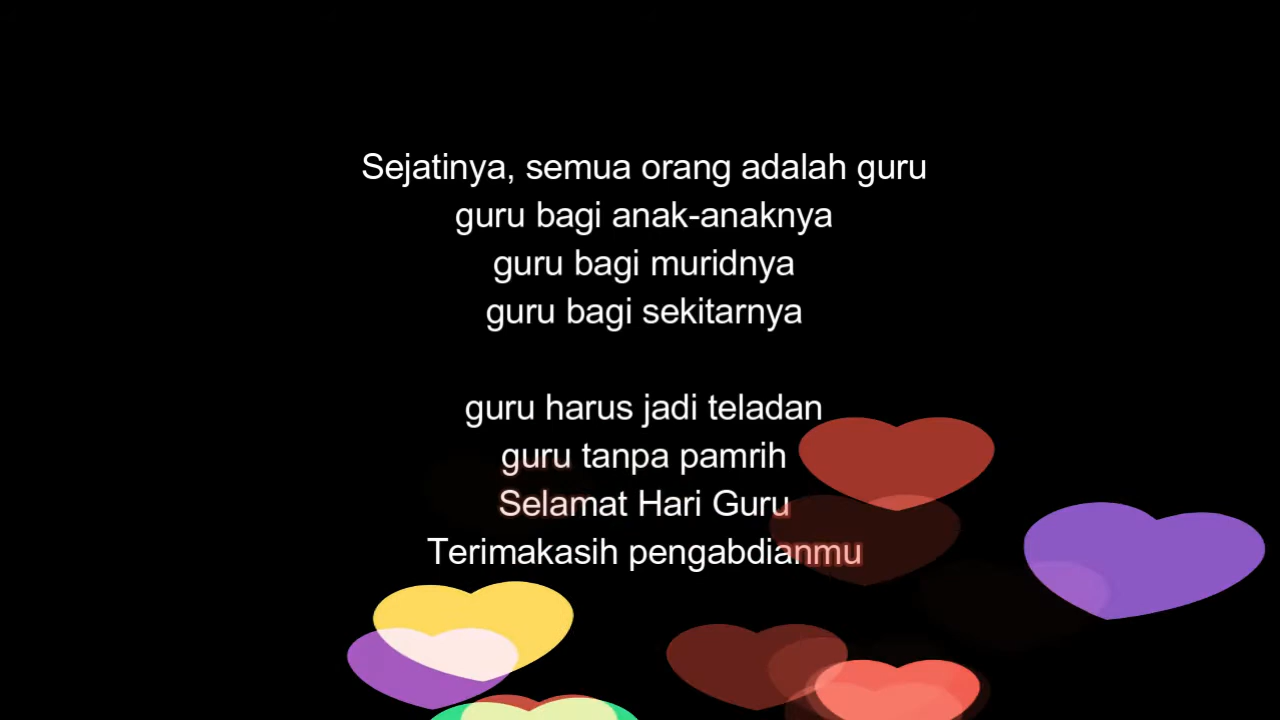 Sejatinya, semua orang adalah guru
guru bagi anak-anaknya
guru bagi muridnya
guru bagi sekitarnya
guru harus jadi teladan
guru tanpa pamrih
Selamat Hari Guru
Terimakasih pengabdianmu